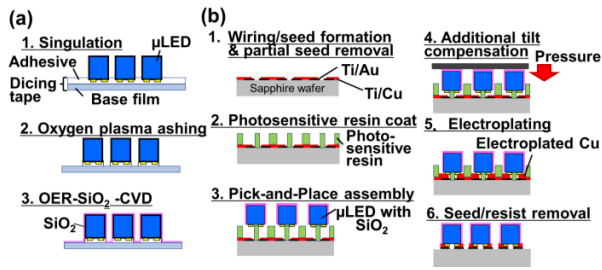 (a)
1. Singulation
µLED
Adhesive
Dicing
tape
Base film
2. Oxygen plasma ashing
3. OER-SiO₂ -CVD
SiO₂
(b)
1. Wiring/seed formation
& partial seed removal
Ti/Au
Sapphire wafer
Ti/Cu
2. Photosensitive resin coat
Photo-
sensitive
resin
3. Pick-and-Place assembly
µLED with
SiO₂
4. Additional tilt
compensation
Pressure
5. Electroplating
Electroplated Cu
6. Seed/resist removal